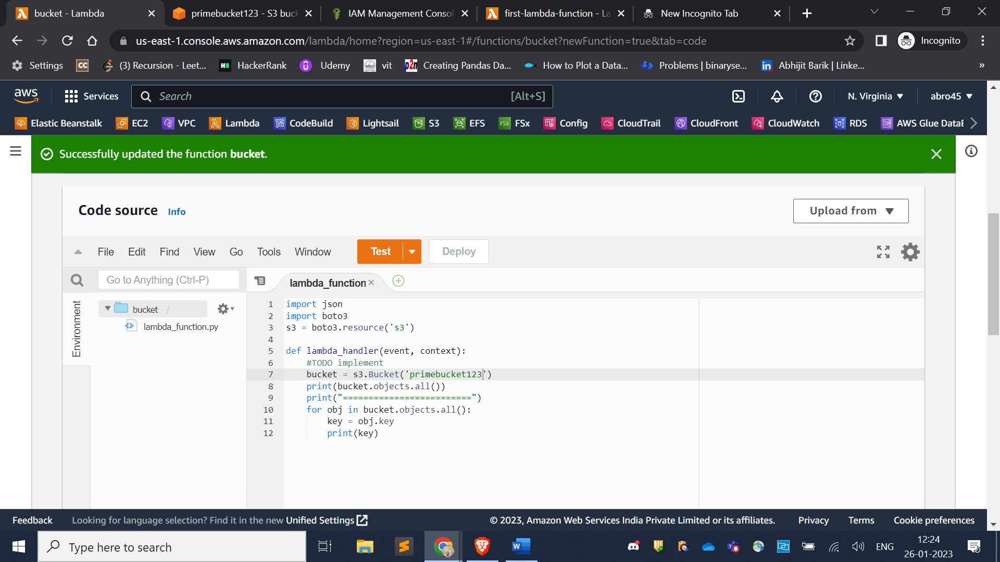 bucket - Lambda
primebucket123 - S3 buck
IAM Management Consol
first-lambda-function - La
New Incognito Tab
us-east-1.console.aws.amazon.com/lambda/home?region=us-east-1#/functions/bucket?newFunction=true&tab=code
Incognito
Settings
CC
(3) Recursion - Leet...
HackerRank
Udemy
vit
p2n
Creating Pandas Da...
How to Plot a Data...
Problems | binaryse...
in
Abhijit Barik | Linke...
»
aws
Services
Search
[Alt+S]
N. Virginia
abro45
Elastic Beanstalk
EC2
VPC
Lambda
CodeBuild
Lightsail
S3
EFS
FSx
FSx
Config
CloudTrail
CloudFront
CloudWatch
RDS
AWS Glue DataB
Successfully updated the function bucket.
Code source
Info
Upload from
File
Edit
Find
View
Go
Tools
Window
Test
Deploy
Go to Anything (Ctrl-P)
lambda_function
Environment
bucket - /
lambda_function.py
1 import json
2 import boto3
3 s3 = boto3.resource('s3')
4
5 def lambda_handler(event, context):
6 #TODO implement
7 bucket = s3.Bucket('primebucket123')
8 print(bucket.objects.all())
9 print("=========================")
10 for obj in bucket.objects.all():
11 key = obj.key
12 print(key)
Feedback
Looking for language selection? Find it in the new Unified Settings
© 2023, Amazon Web Services India Private Limited or its affiliates.
Privacy
Terms
Cookie preferences
Type here to search
W
ENG
12:24
26-01-2023